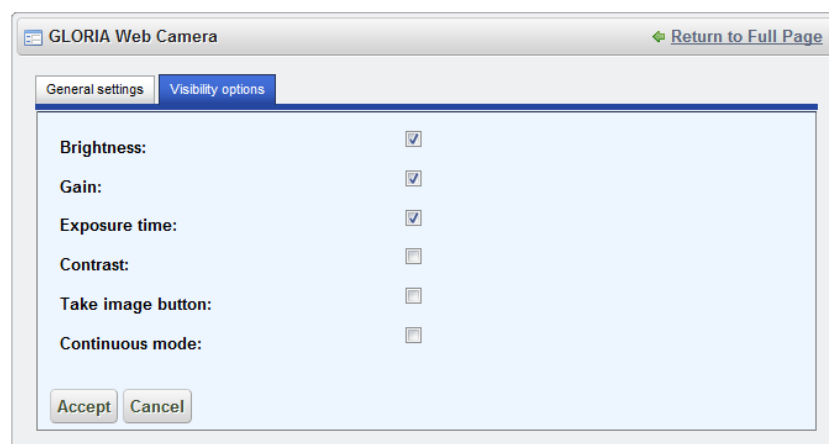 GLORIA Web Camera
Return to Full Page
General settings
Visibility options
Brightness:
Gain:
Exposure time:
Contrast:
Take image button:
Continuous mode:
Accept
Cancel